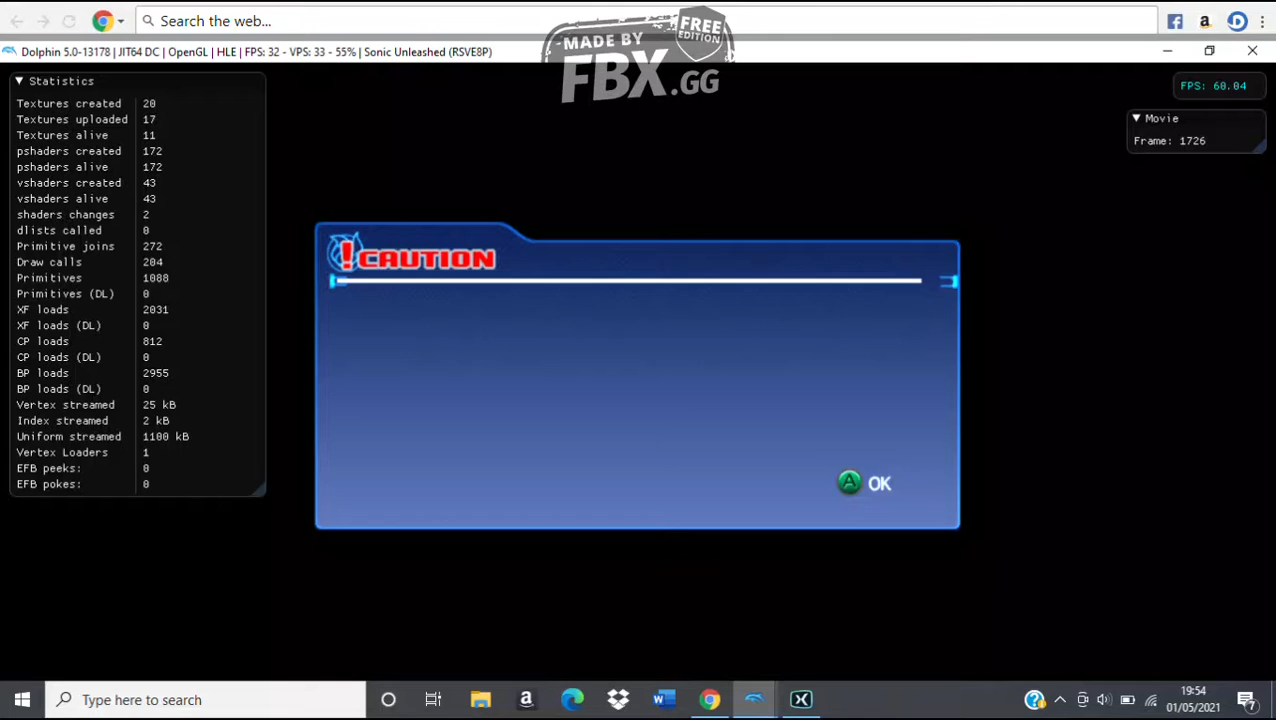 Search the web...
MADE BY
FREE
EDITION
FBX.GG
Dolphin 5.0-13178 | JIT64 DC | OpenGL | HLE | FPS: 32 - VPS: 33 - 55% | Sonic Unleashed (RSVE8P)
Statistics
Textures created 20
Textures uploaded 17
Textures alive 11
pshaders created 172
pshaders alive 172
vshaders created 43
vshaders alive 43
shaders changes 2
dlists called 0
Primitive joins 272
Draw calls 204
Primitives 1088
Primitives (DL) 0
XF loads 2031
XF loads (DL) 0
CP loads 812
CP loads (DL) 0
BP loads 2955
BP loads (DL) 0
Vertex streamed 25 kB
Index streamed 2 kB
Uniform streamed 1100 kB
Vertex Loaders 1
EFB peeks: 0
EFB pokes: 0
FPS: 60.04
Movie
Frame: 1726
!CAUTION
A OK
Type here to search
19:54
01/05/2021
7